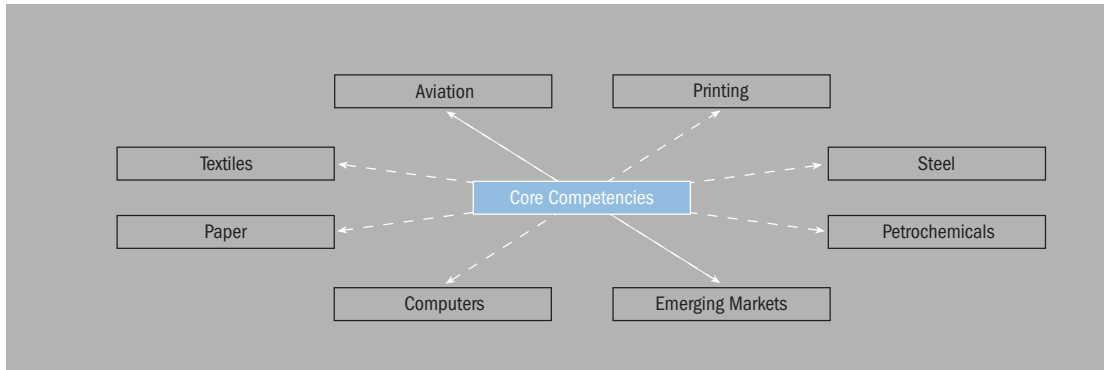 Aviation
Printing
Textiles
Steel
Core Competencies
Paper
Petrochemicals
Computers
Emerging Markets